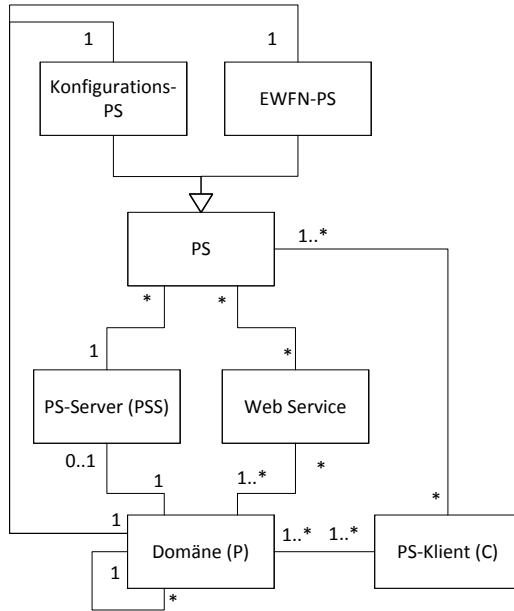 1
1
Konfigurations-
PS
EWFN-PS
PS
1..*
*
*
1
*
PS-Server (PSS)
Web Service
0..1
1
1..*
*
*
1
Domäne (P)
1..*
1..*
PS-Klient (C)
1
*